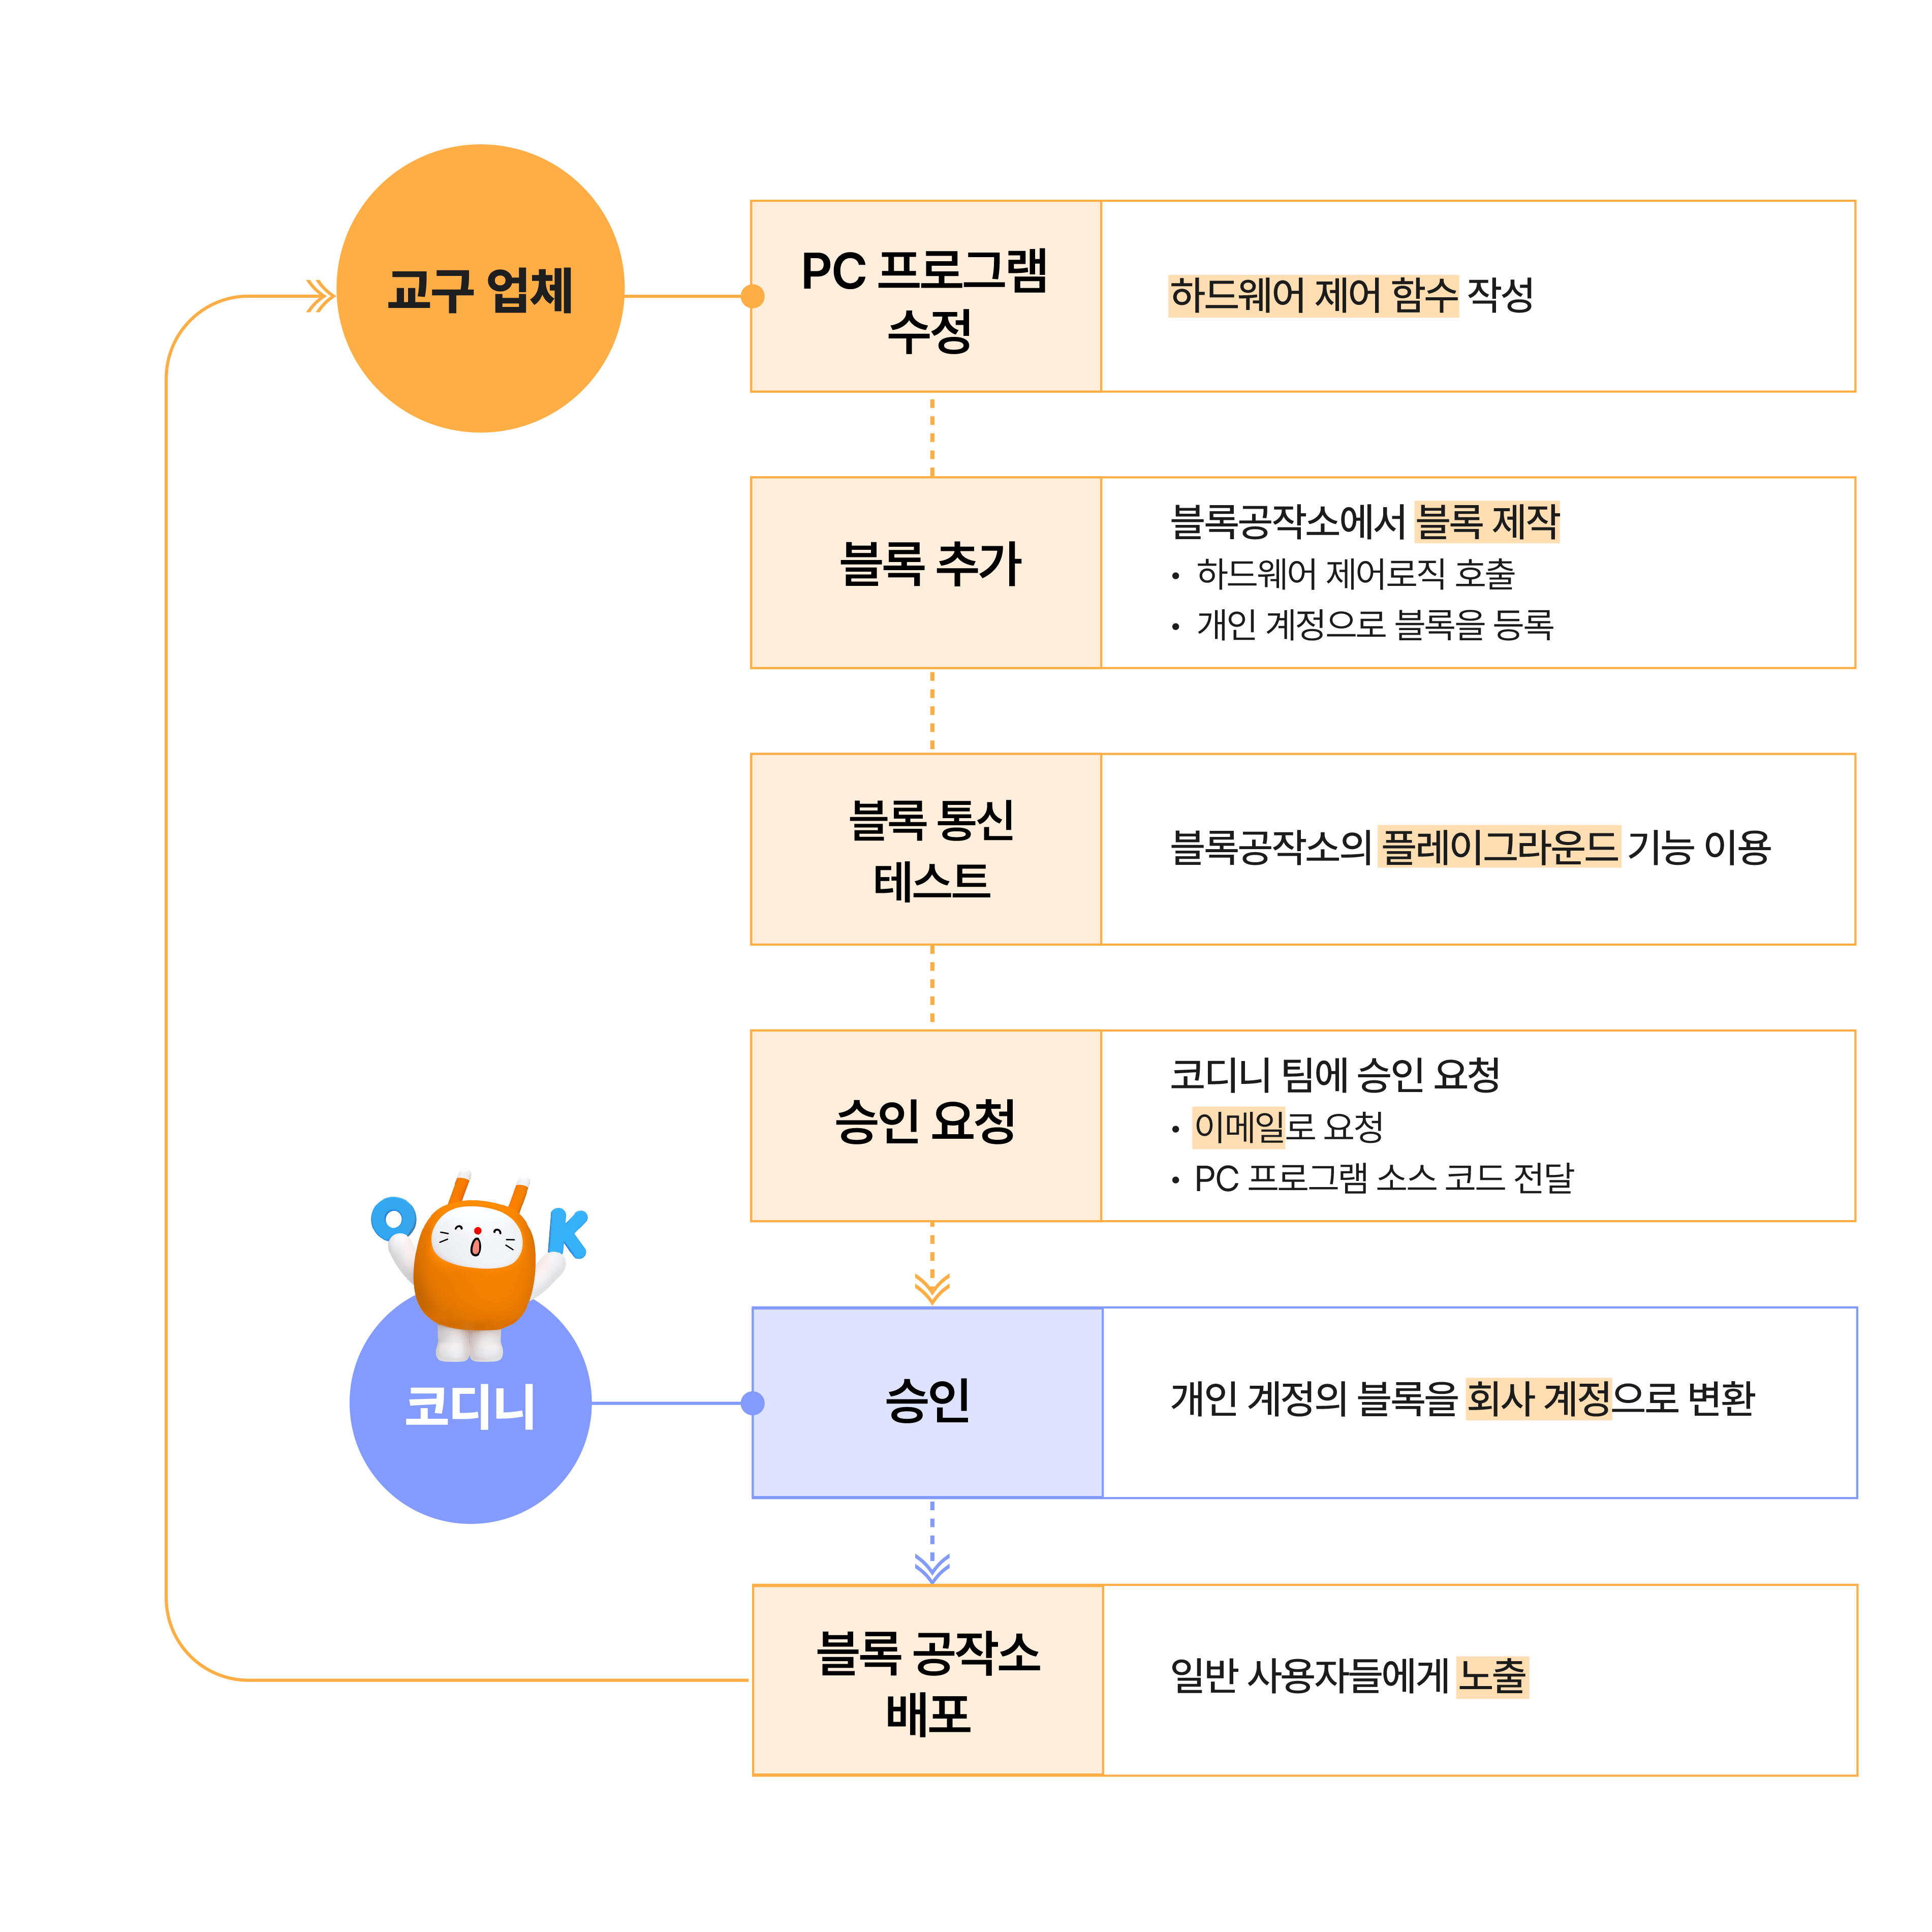 교구 업체
PC 프로그램
수정
하드웨어 제어 함수 작성
블록 추가
블록공작소에서 블록 제작
• 하드웨어 제어로직 호출
• 개인 계정으로 블록을 등록
블록 통신
테스트
블록공작소의 플레이그라운드 기능 이용
승인 요청
코디니 팀에 승인 요청
• 이메일로 요청
• PC 프로그램 소스 코드 전달
O K
코디니
승인
개인 계정의 블록을 회사 계정으로 변환
블록 공작소
배포
일반 사용자들에게 노출